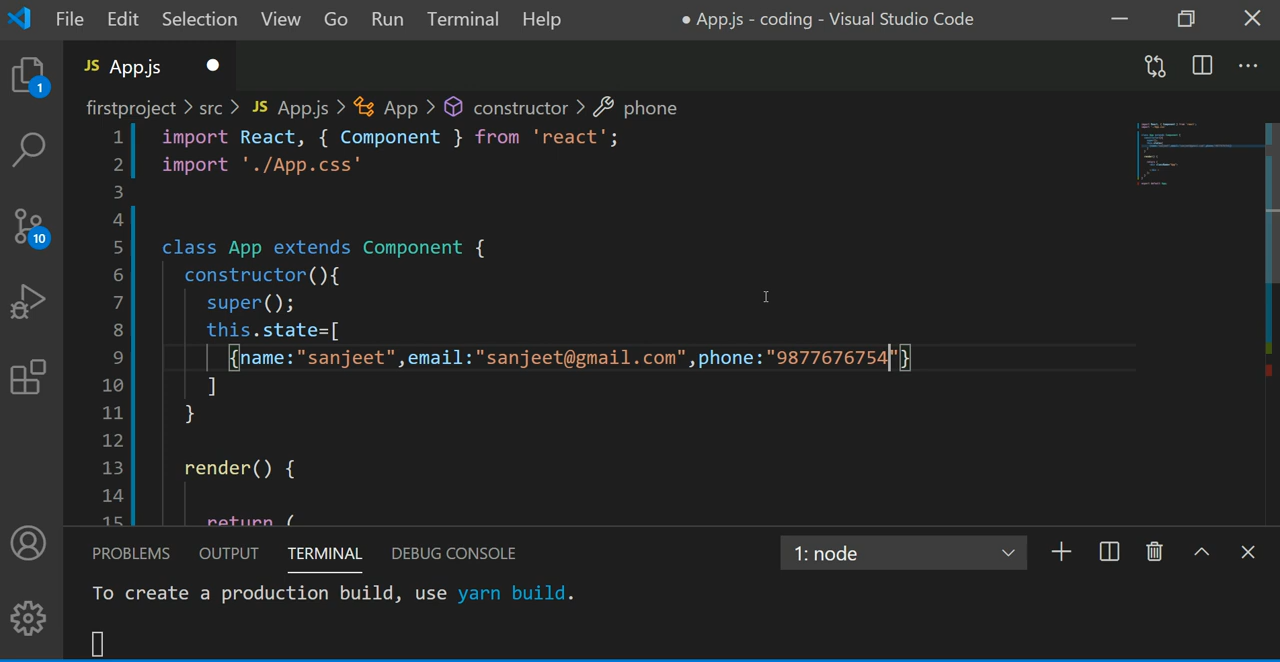 File Edit Selection View Go Run Terminal Help ● App.js - coding - Visual Studio Code
JS App.js
1
firstproject > src > JS App.js > App > constructor > phone
1 import React, { Component } from 'react';
2 import './App.css'
3
4
5 class App extends Component {
6 constructor(){
7 super();
8 this.state=[
9 {name:"sanjeet",email:"sanjeet@gmail.com",phone:"9877676754"}
10 ]
11 }
12
13 render() {
14
15 return (
10
PROBLEMS OUTPUT TERMINAL DEBUG CONSOLE 1: node
To create a production build, use yarn build.